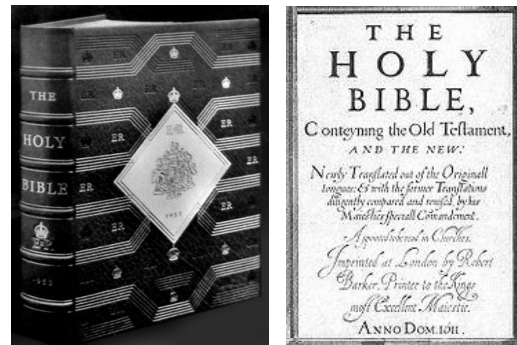 THE
HOLY
BIBLE
1953
ER
ER
ER
ER
ER
ER
1953
THE
HOLY
BIBLE,
Conteyning the Old Testament,
AND THE NEW:
Newly Translated out of the Originall
tongues: & with the former Translations
diligently compared and reuised, by his
Maiesties speciall Comandement.
Appointed to be read in Churches.
Imprinted at London by Robert
Barker, Printer to the Kings
most Excellent Maiestie.
ANNO DOM. 1611.